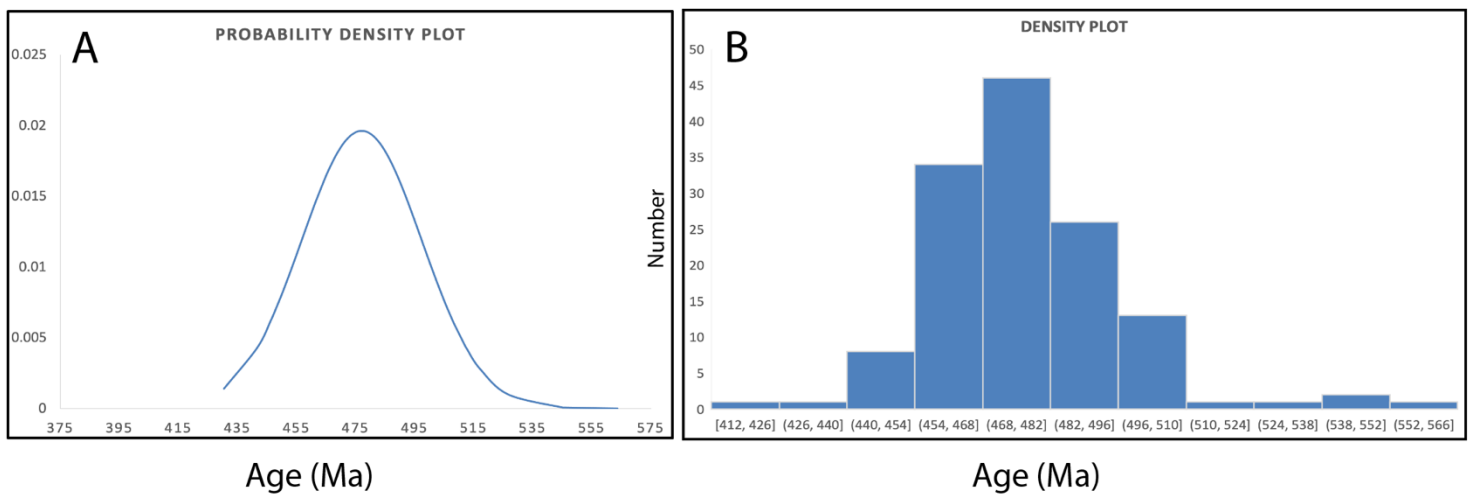 A
PROBABILITY DENSITY PLOT
0.025
0.02
0.015
0.01
0.005
0
375 395 415 435 455 475 495 515 535 555 575
Age (Ma)
B
DENSITY PLOT
Number
50
45
40
35
30
25
20
15
10
5
0
[412, 426] (426, 440] (440, 454] (454, 468] (468, 482] (482, 496] (496, 510] (510, 524] (524, 538] (538, 552] (552, 566]
Age (Ma)